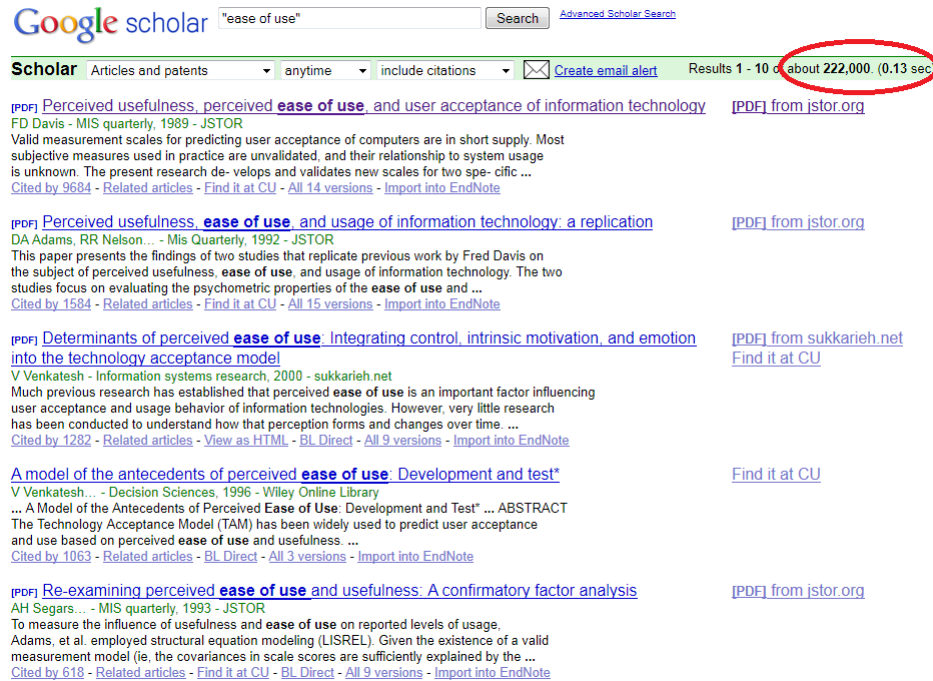 Google scholar "ease of use" Search Advanced Scholar Search
Scholar Articles and patents anytime include citations Create email alert Results 1 - 10 of about 222,000. (0.13 sec
[PDF] Perceived usefulness, perceived ease of use, and user acceptance of information technology [PDF] from jstor.org
FD Davis - MIS quarterly, 1989 - JSTOR
Valid measurement scales for predicting user acceptance of computers are in short supply. Most
subjective measures used in practice are unvalidated, and their relationship to system usage
is unknown. The present research de- velops and validates new scales for two spe- cific ...
Cited by 9684 - Related articles - Find it at CU - All 14 versions - Import into EndNote
[PDF] Perceived usefulness, ease of use, and usage of information technology: a replication [PDF] from jstor.org
DA Adams, RR Nelson... - Mis Quarterly, 1992 - JSTOR
This paper presents the findings of two studies that replicate previous work by Fred Davis on
the subject of perceived usefulness, ease of use, and usage of information technology. The two
studies focus on evaluating the psychometric properties of the ease of use and ...
Cited by 1584 - Related articles - Find it at CU - All 15 versions - Import into EndNote
[PDF] Determinants of perceived ease of use: Integrating control, intrinsic motivation, and emotion [PDF] from sukkarieh.net
into the technology acceptance model Find it at CU
V Venkatesh - Information systems research, 2000 - sukkarieh.net
Much previous research has established that perceived ease of use is an important factor influencing
user acceptance and usage behavior of information technologies. However, very little research
has been conducted to understand how that perception forms and changes over time. ...
Cited by 1282 - Related articles - View as HTML - BL Direct - All 9 versions - Import into EndNote
A model of the antecedents of perceived ease of use: Development and test* Find it at CU
V Venkatesh... - Decision Sciences, 1996 - Wiley Online Library
... A Model of the Antecedents of Perceived Ease of Use: Development and Test* ... ABSTRACT
The Technology Acceptance Model (TAM) has been widely used to predict user acceptance
and use based on perceived ease of use and usefulness. ...
Cited by 1063 - Related articles - BL Direct - All 3 versions - Import into EndNote
[PDF] Re-examining perceived ease of use and usefulness: A confirmatory factor analysis [PDF] from jstor.org
AH Segars... - MIS quarterly, 1993 - JSTOR
To measure the influence of usefulness and ease of use on reported levels of usage,
Adams, et al. employed structural equation modeling (LISREL). Given the existence of a valid
measurement model (ie, the covariances in scale scores are sufficiently explained by the ...
Cited by 618 - Related articles - Find it at CU - BL Direct - All 9 versions - Import into EndNote